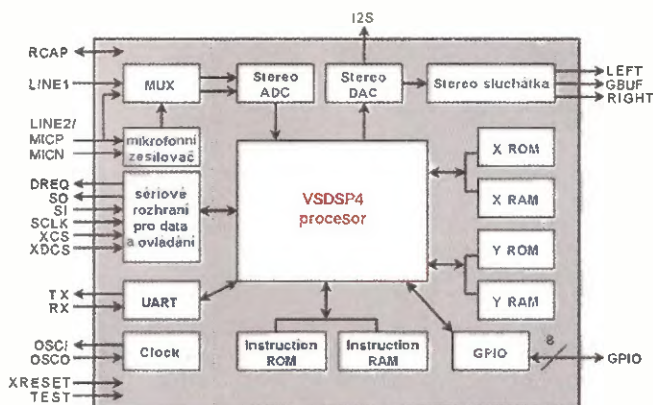 I2S
RCAP
LINE1
LINE2/
MICP
MICN
DREQ
SO
SI
SCLK
XCS
XDCS
TX
RX
OSCI
OSCO
XRESET
TEST
MUX
Stereo
ADC
Stereo
DAC
Stereo sluchátka
LEFT
GBUF
RIGHT
mikrofonní
zesilovač
sériové
rozhraní
pro data
a ovládání
VSDSP4
procesor
X ROM
X RAM
Y ROM
Y RAM
UART
Clock
Instruction
ROM
Instruction
RAM
GPIO
8
GPIO